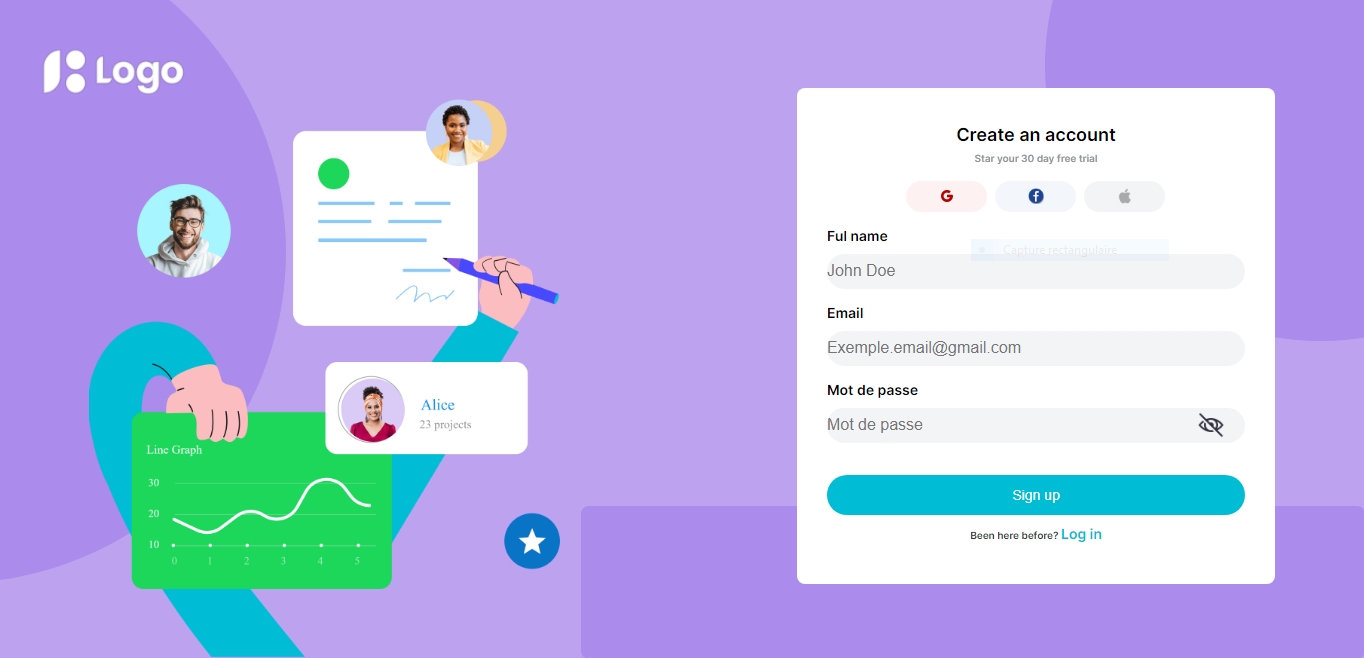 Logo
Create an account
Star your 30 day free trial
G
f
Ful name
Capture rectangulaire
John Doe
Email
Exemple.email@gmail.com
Mot de passe
Mot de passe
Sign up
Been here before? Log in
Alice
23 projects
Line Graph
30
20
10
0 1 2 3 4 5